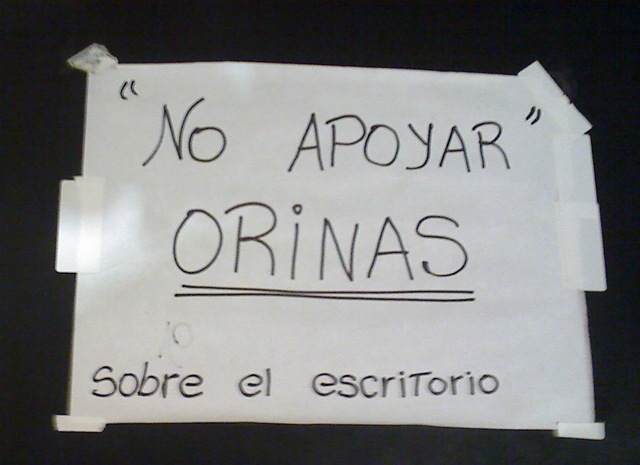 "NO APOYAR"
ORINAS
Sobre el escritorio